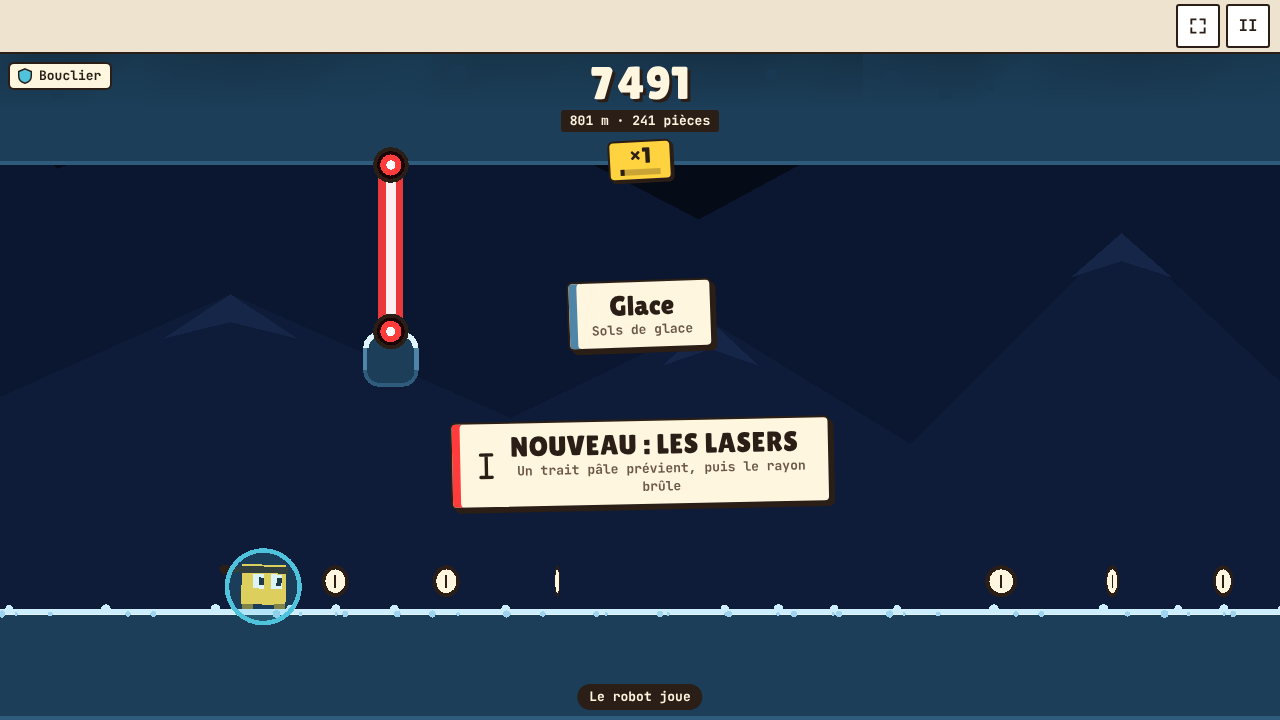 II
Bouclier
7491
801 m · 241 pièces
×1
Glace
Sols de glace
NOUVEAU : LES LASERS
Un trait pâle prévient, puis le rayon
brûle
Le robot joue